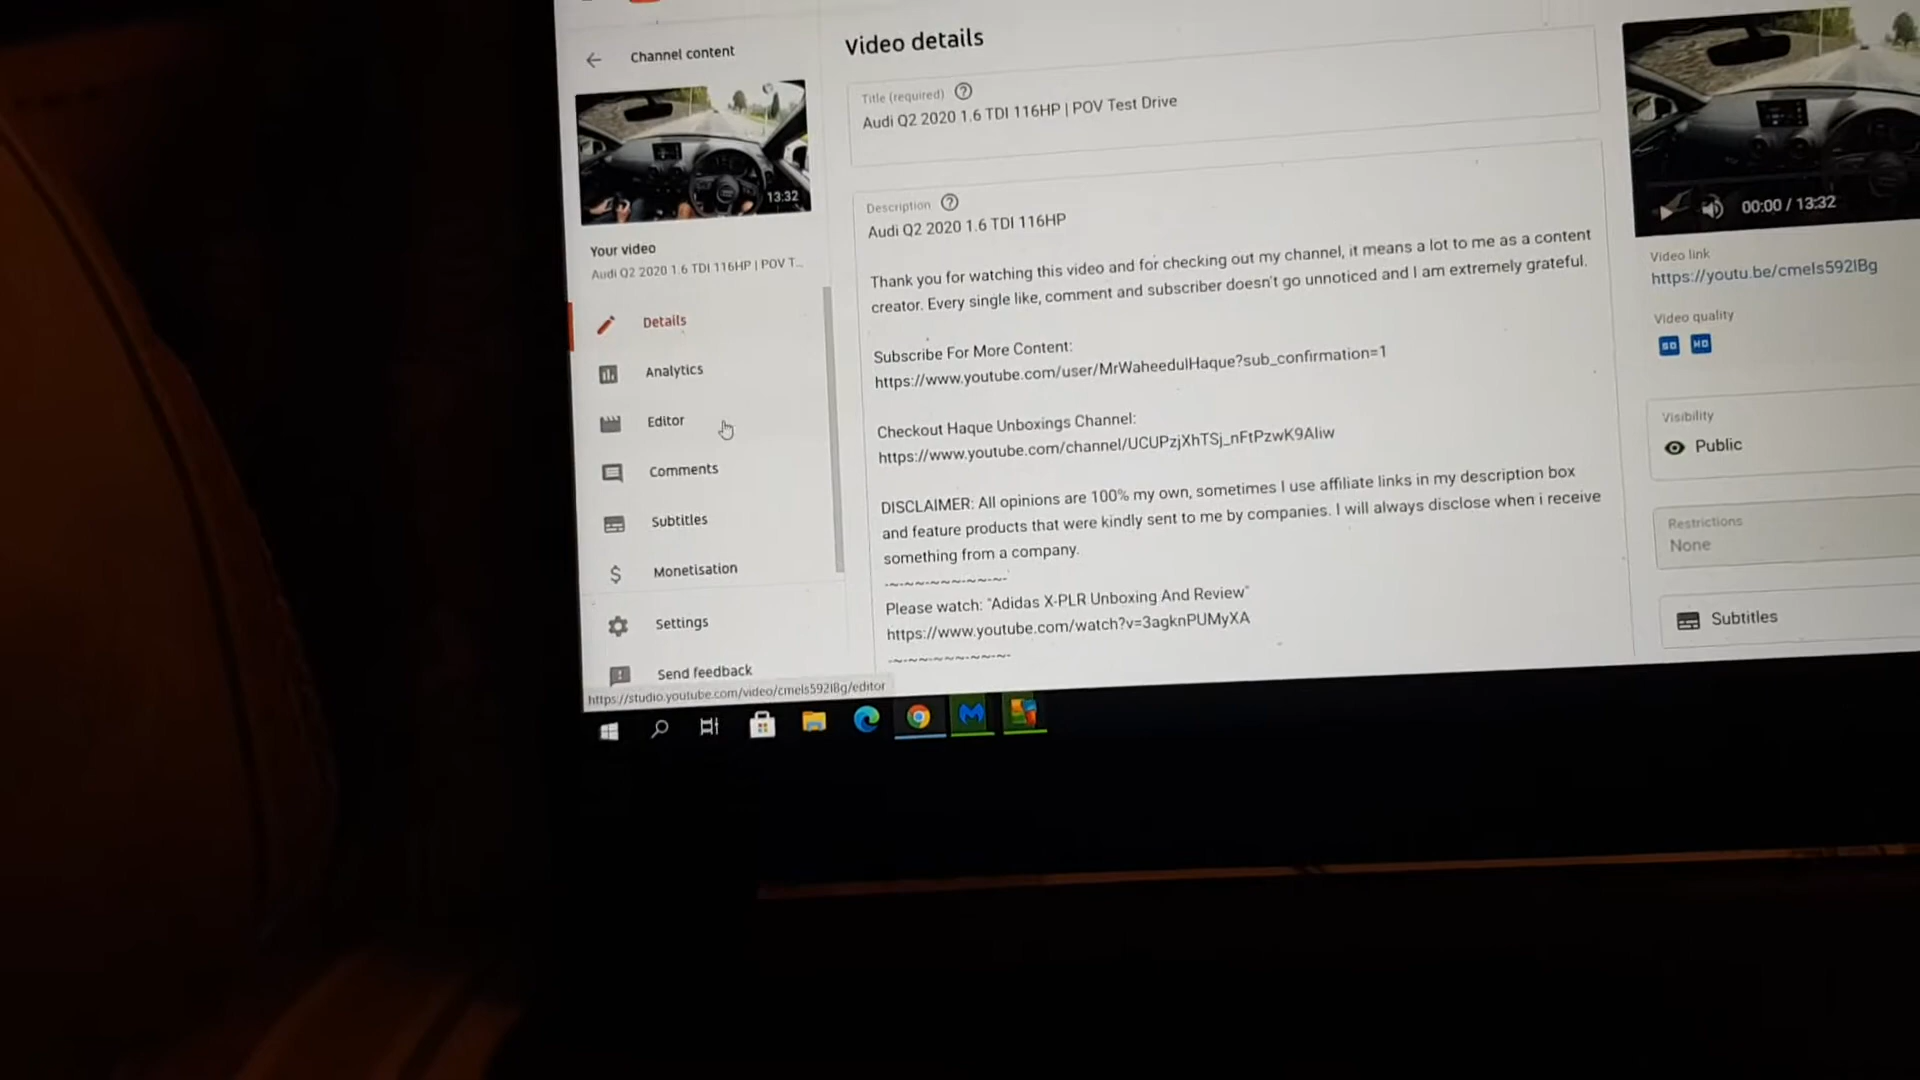 Channel content
13:32
Your video
Audi Q2 2020 1.6 TDI 116HP | POV T...
Details
Analytics
Editor
Comments
Subtitles
Monetisation
Settings
Send feedback
https://studio.youtube.com/video/cmeIs592IBg/editor
Video details
Title (required)
Audi Q2 2020 1.6 TDI 116HP | POV Test Drive
Description
Audi Q2 2020 1.6 TDI 116HP
Thank you for watching this video and for checking out my channel, it means a lot to me as a content
creator. Every single like, comment and subscriber doesn't go unnoticed and I am extremely grateful.
Subscribe For More Content:
https://www.youtube.com/user/MrWaheedulHaque?sub_confirmation=1
Checkout Haque Unboxings Channel:
https://www.youtube.com/channel/UCUPzjXhTSj_nFtPzwK9AIiw
DISCLAIMER: All opinions are 100% my own, sometimes I use affiliate links in my description box
and feature products that were kindly sent to me by companies. I will always disclose when i receive
something from a company.
-~-~~-~~~-~~-~-
Please watch: "Adidas X-PLR Unboxing And Review"
https://www.youtube.com/watch?v=3agknPUMyXA
-~-~~-~~~-~~-~-
00:00 / 13:32
Video link
https://youtu.be/cmeIs592IBg
Video quality
SD HD
Visibility
Public
Restrictions
None
Subtitles